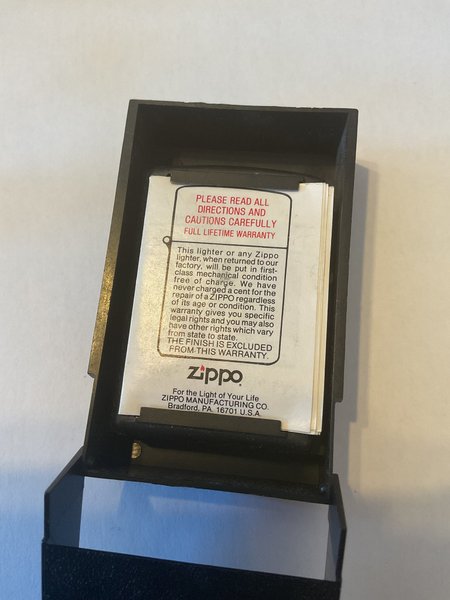 PLEASE READ ALL
DIRECTIONS AND
CAUTIONS CAREFULLY
FULL LIFETIME WARRANTY
This lighter or any Zippo
lighter, when returned to our
factory, will be put in first-
class mechanical condition
free of charge. We have
never charged a cent for the
repair of a ZIPPO regardless
of its age or condition. This
warranty gives you specific
legal rights and you may also
have other rights which vary
from state to state.
THE FINISH IS EXCLUDED
FROM THIS WARRANTY.
Zippo
For the Light of Your Life
ZIPPO MANUFACTURING CO.
Bradford, PA. 16701 U.S.A.